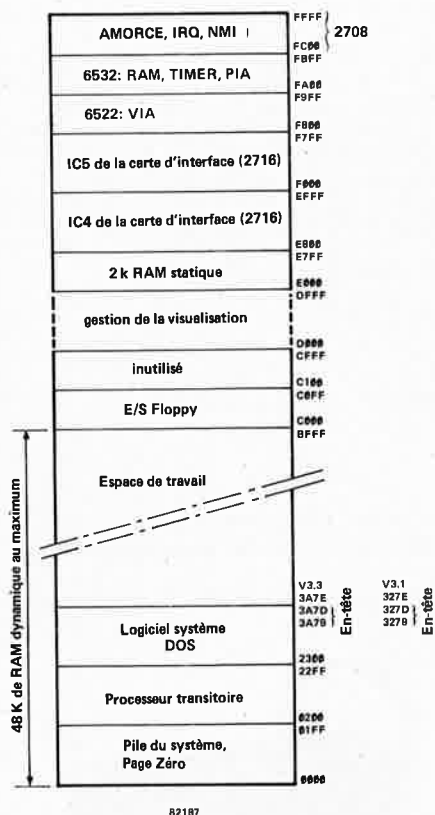 FFFF
AMORCE, IRQ, NMI
2708
FC00
FBFF
6532: RAM, TIMER, PIA
FA00
F9FF
6522: VIA
F800
F7FF
IC5 de la carte d'interface (2716)
F000
EFFF
IC4 de la carte d'interface (2716)
E800
E7FF
2 k RAM statique
E000
DFFF
gestion de la visualisation
D000
CFFF
inutilisé
C100
C0FF
E/S Floppy
C000
BFFF
Espace de travail
48 K de RAM dynamique au maximum
V3.3 V3.1
3A7E 327E
3A7D 327D
3A79 3279
En-tête En-tête
Logiciel système
DOS
2300
22FF
Processeur transitoire
0200
01FF
Pile du système,
Page Zéro
0000
82187